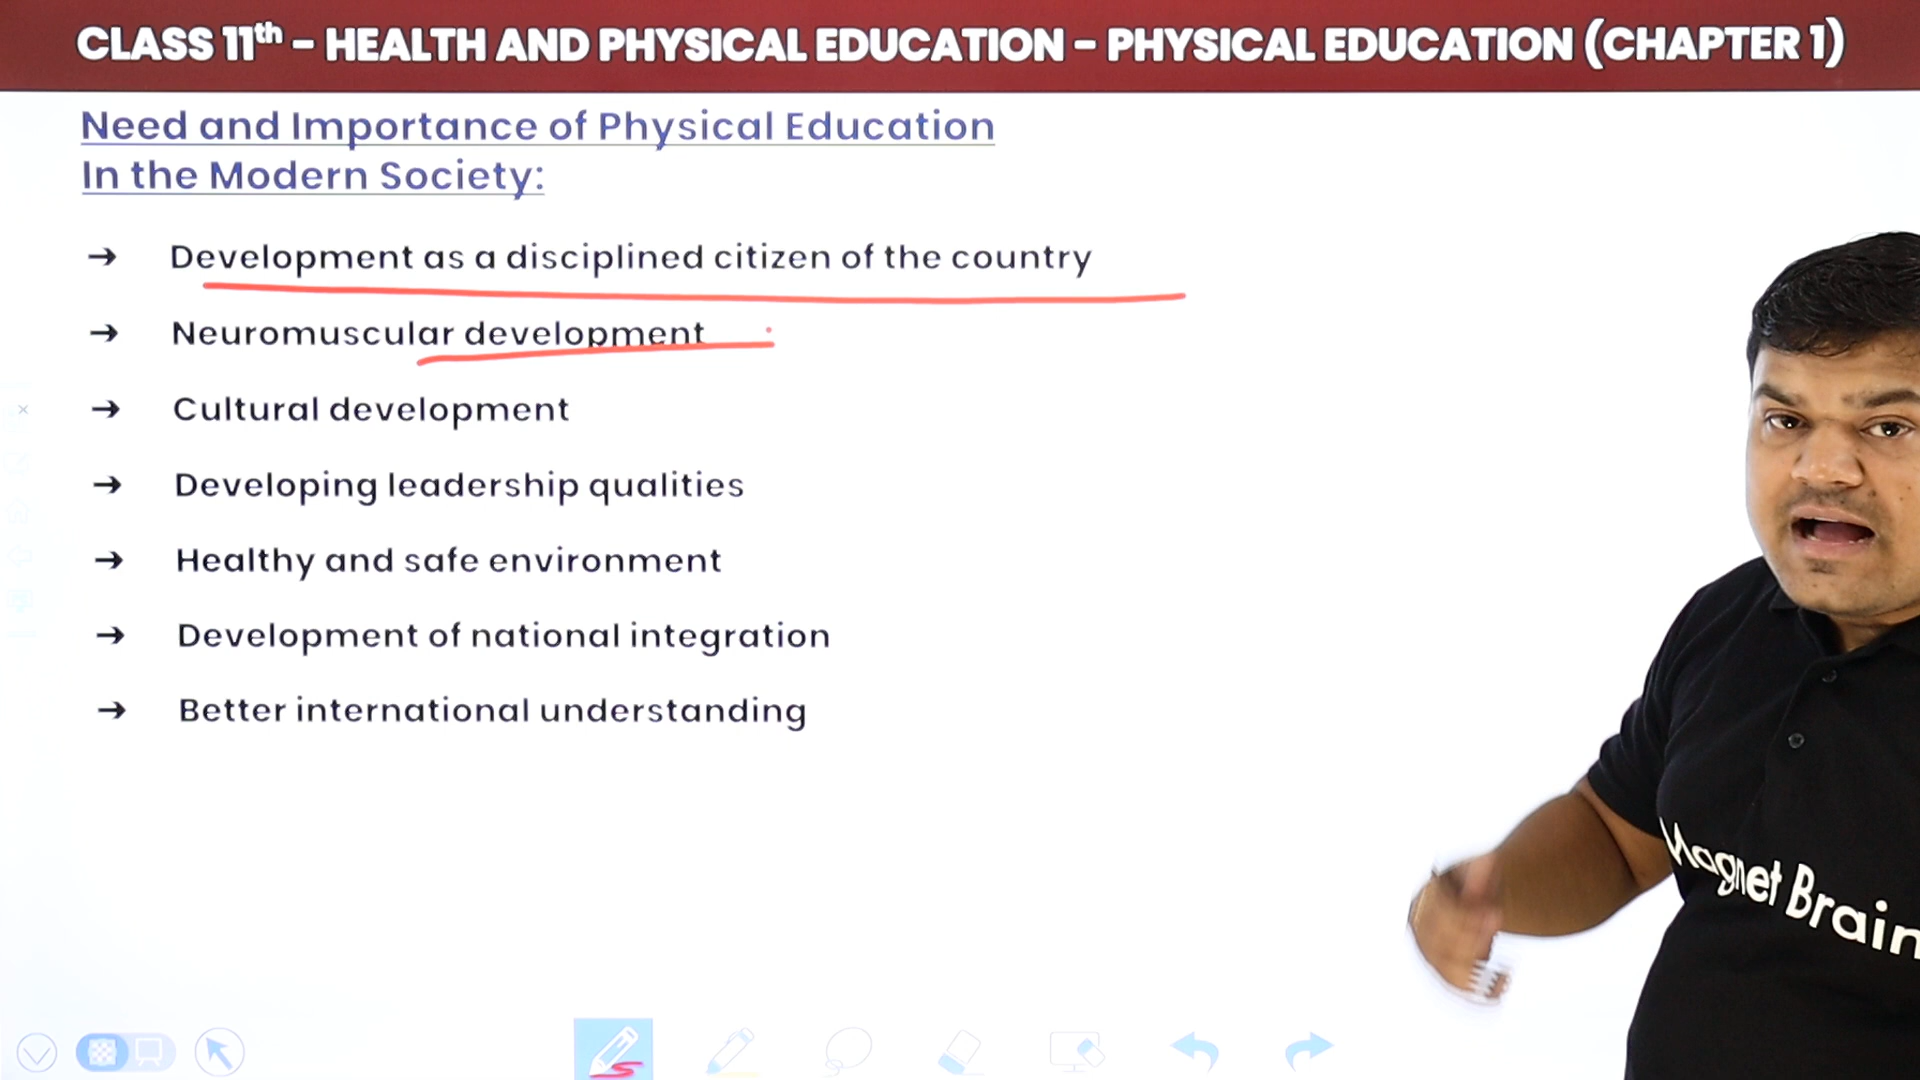 CLASS 11th - HEALTH AND PHYSICAL EDUCATION - PHYSICAL EDUCATION (CHAPTER 1)
Need and Importance of Physical Education
In the Modern Society:
→ Development as a disciplined citizen of the country
→ Neuromuscular development
→ Cultural development
→ Developing leadership qualities
→ Healthy and safe environment
→ Development of national integration
→ Better international understanding
Magnet Brain